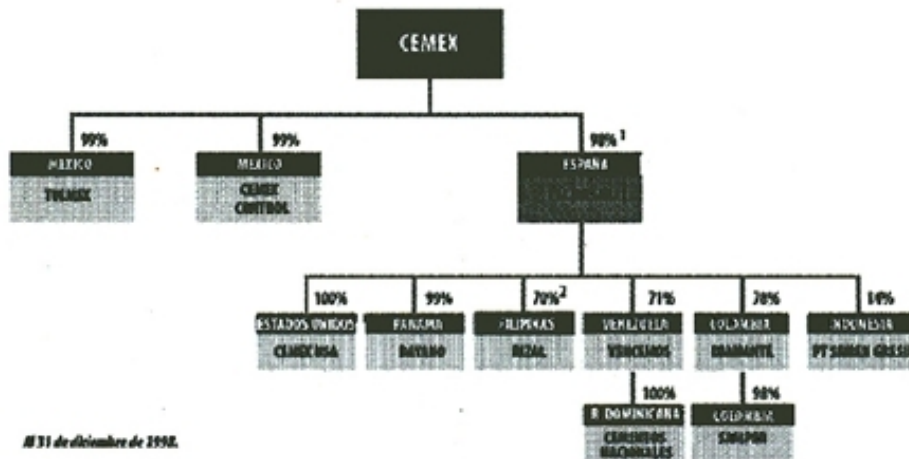 CEMEX
99% 99% 98% 1
MEXICO MEXICO ESPAÑA
TOLMEX CEMEX
CONTROL
100% 99% 70% 2 71% 78% 14%
ESTADOS UNIDOS PANAMA FILIPINAS VENEZUELA COLOMBIA INDONESIA
CEMEX USA BAYANO RIZAL VENCEMOS DIAMANTE PT SEMEN GRESIK
100% 98%
R. DOMINICANA COLOMBIA
CEMENTOS SAMPER
NACIONALES
Al 31 de diciembre de 1998.